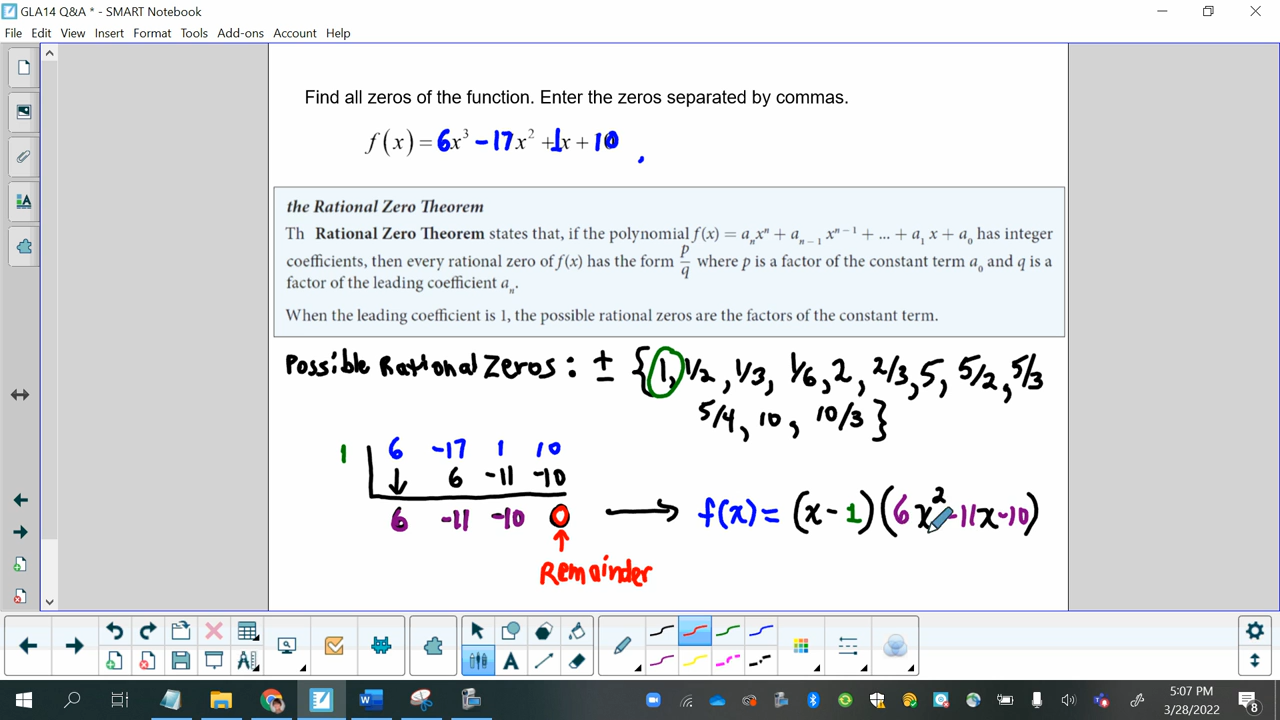 GLA14 Q&A * - SMART Notebook
File Edit View Insert Format Tools Add-ons Account Help
Find all zeros of the function. Enter the zeros separated by commas.
f(x) = 6x³ -17x² +1x + 10
the Rational Zero Theorem
Th Rational Zero Theorem states that, if the polynomial f(x) = aₙxⁿ + aₙ₋₁ xⁿ⁻¹ + ... + a₁ x + a₀ has integer
coefficients, then every rational zero of f(x) has the form p/q where p is a factor of the constant term a₀ and q is a
factor of the leading coefficient aₙ.
When the leading coefficient is 1, the possible rational zeros are the factors of the constant term.
Possible Rational Zeros: ± {1, 1/2, 1/3, 1/6, 2, 2/3, 5, 5/2, 5/3
5/4, 10, 10/3}
1 6 -17 1 10
↓ 6 -11 -10
6 -11 -10 0 → f(x) = (x - 1)(6x² -11x -10)
↑
Remainder
5:07 PM
3/28/2022
8